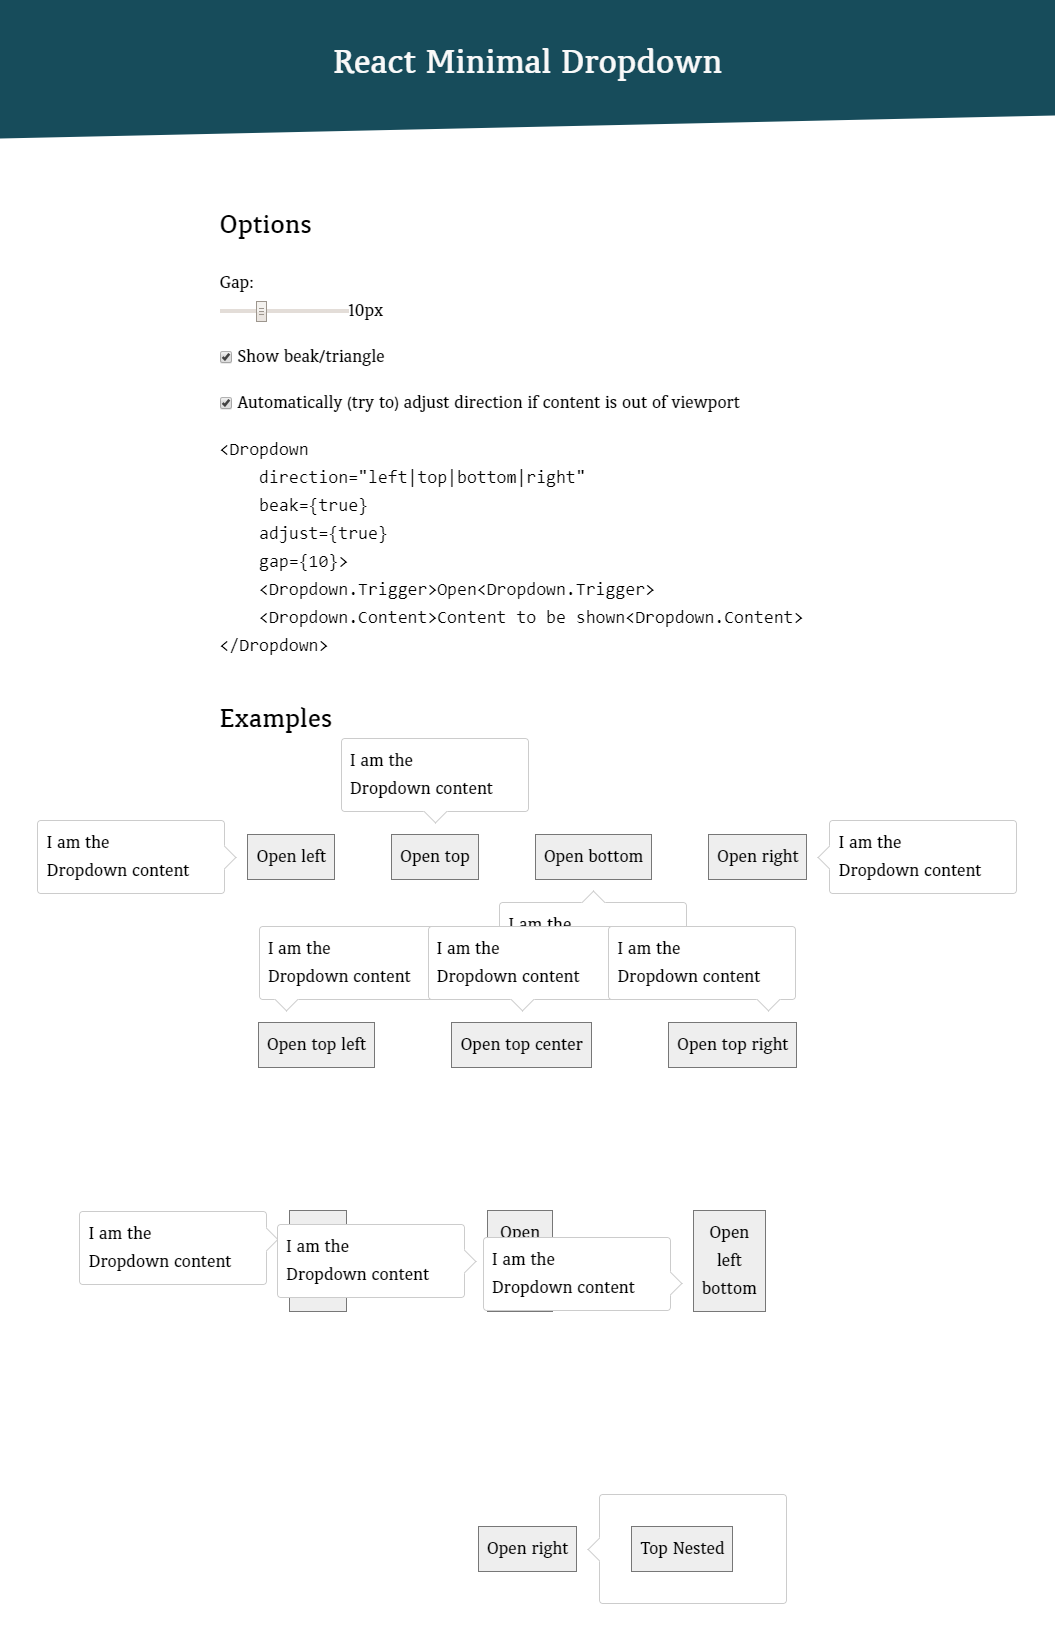 React Minimal Dropdown
Options
Gap:
10px
Show beak/triangle
Automatically (try to) adjust direction if content is out of viewport
<Dropdown
    direction="left|top|bottom|right"
    beak={true}
    adjust={true}
    gap={10}>
    <Dropdown.Trigger>Open<Dropdown.Trigger>
    <Dropdown.Content>Content to be shown<Dropdown.Content>
</Dropdown>
Examples
I am the
Dropdown content
I am the
Dropdown content
Open left
Open top
Open bottom
Open right
I am the
Dropdown content
I am the
I am the
Dropdown content
I am the
Dropdown content
I am the
Dropdown content
Open top left
Open top center
Open top right
I am the
Dropdown content
I am the
Dropdown content
Open
I am the
Dropdown content
Open
left
bottom
Open right
Top Nested